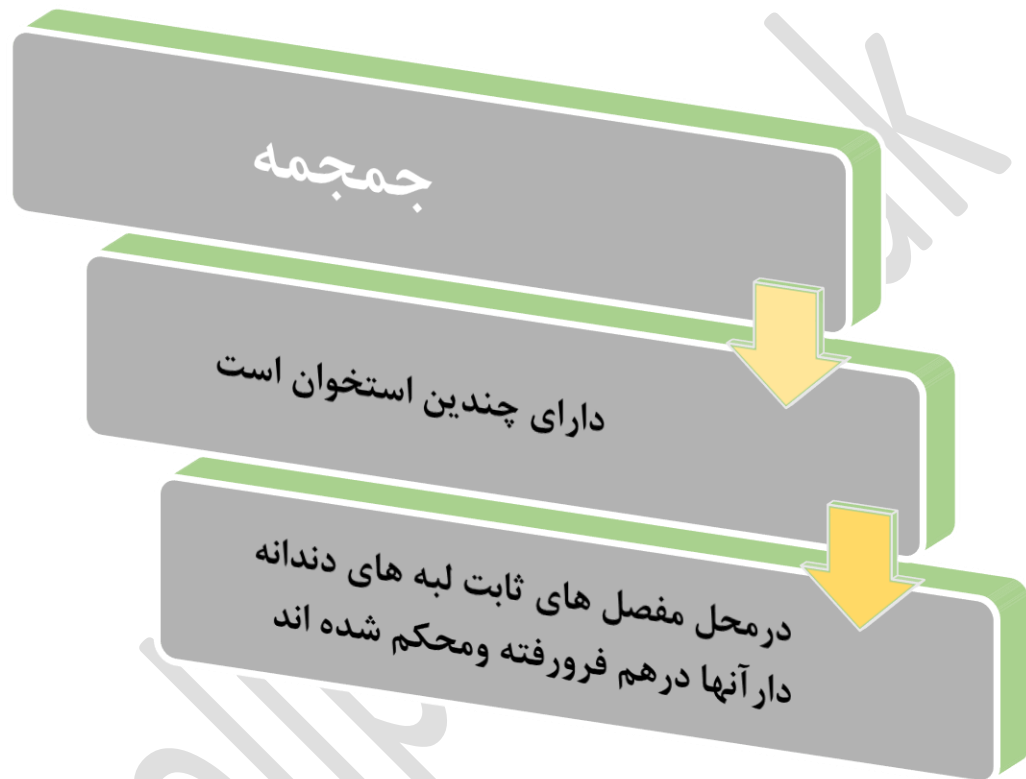 جمجمه
دارای چندین استخوان است
درمحل مفصل های ثابت لبه های دندانه
دارآنها درهم فرورفته ومحکم شده اند